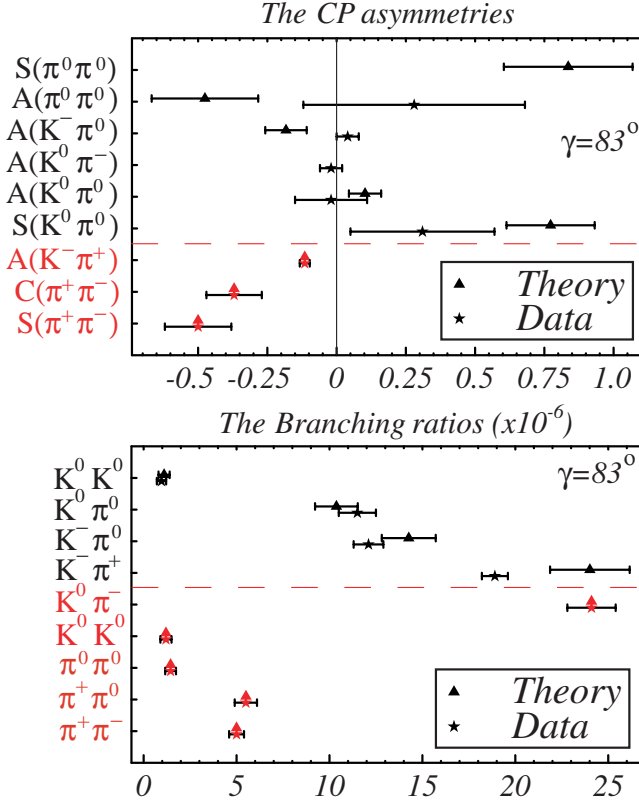 The CP asymmetries
S(π⁰π⁰)
A(π⁰π⁰)
A(K⁻π⁰)
γ=83°
A(K⁰π⁻)
A(K⁰π⁰)
S(K⁰π⁰)
A(K⁻π⁺)
C(π⁺π⁻)
S(π⁺π⁻)
Theory
Data
-0.5 -0.25 0 0.25 0.5 0.75 1.0
The Branching ratios (x10⁻⁶)
K⁰K⁰
γ=83°
K⁰π⁰
K⁻π⁰
K⁻π⁺
K⁰π⁻
K⁰K⁰
π⁰π⁰
π⁺π⁰
π⁺π⁻
Theory
Data
0 5 10 15 20 25